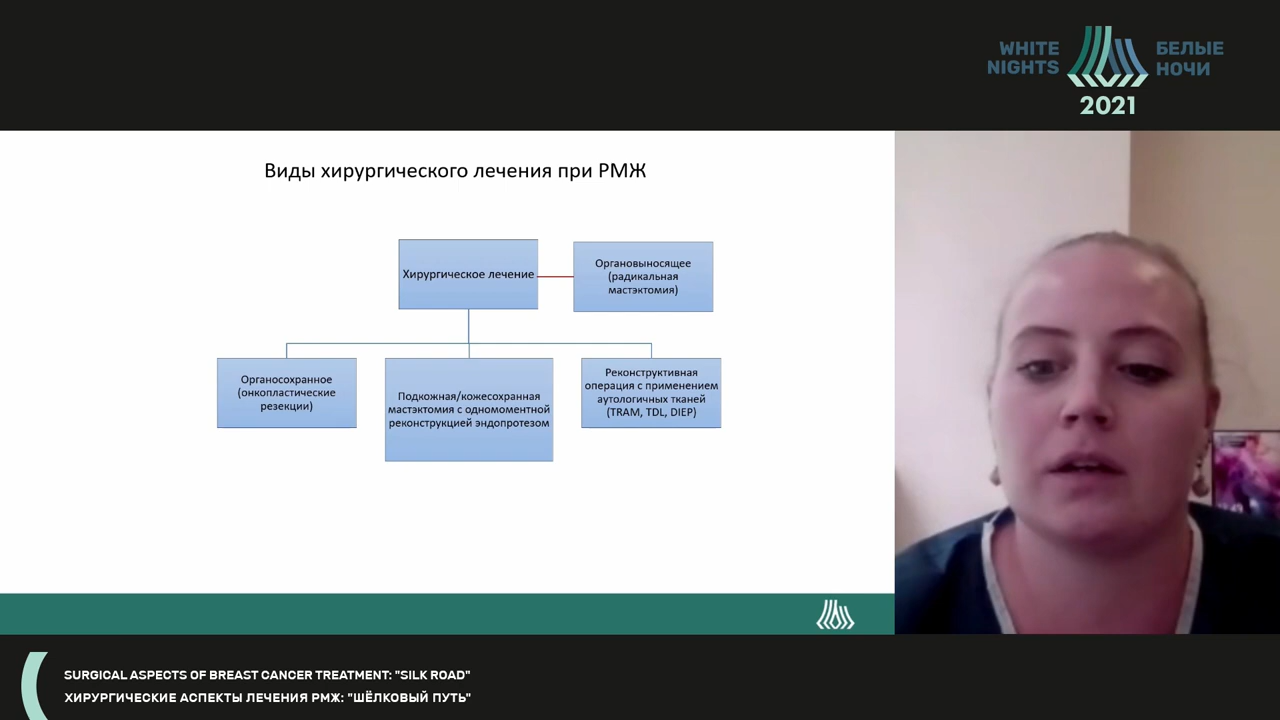 WHITE
NIGHTS
БЕЛЫЕ
НОЧИ
2021
Виды хирургического лечения при РМЖ
Хирургическое лечение
Органовыносящее
(радикальная
мастэктомия)
Органосохранное
(онкопластические
резекции)
Подкожная/кожесохранная
мастэктомия с одномоментной
реконструкцией эндопротезом
Реконструктивная
операция с применением
аутологичных тканей
(TRAM, TDL, DIEP)
SURGICAL ASPECTS OF BREAST CANCER TREATMENT: "SILK ROAD"
ХИРУРГИЧЕСКИЕ АСПЕКТЫ ЛЕЧЕНИЯ РМЖ: "ШЁЛКОВЫЙ ПУТЬ"